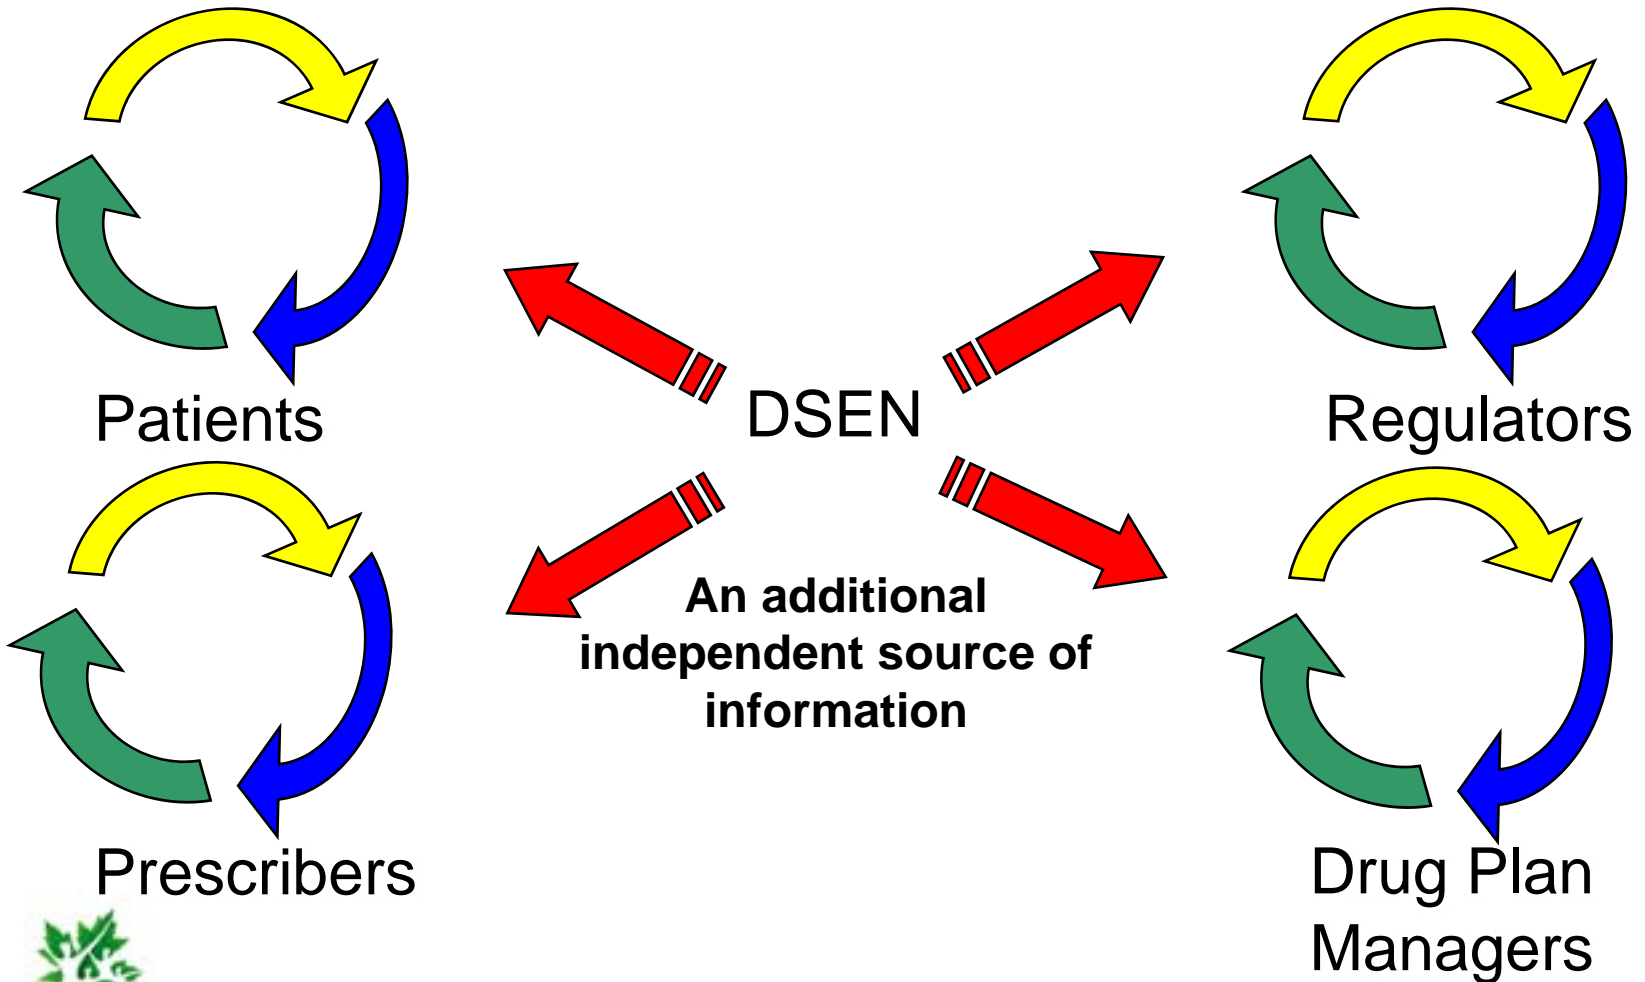 Patients
DSEN
Regulators
An additional
independent source of
information
Prescribers
Drug Plan
Managers